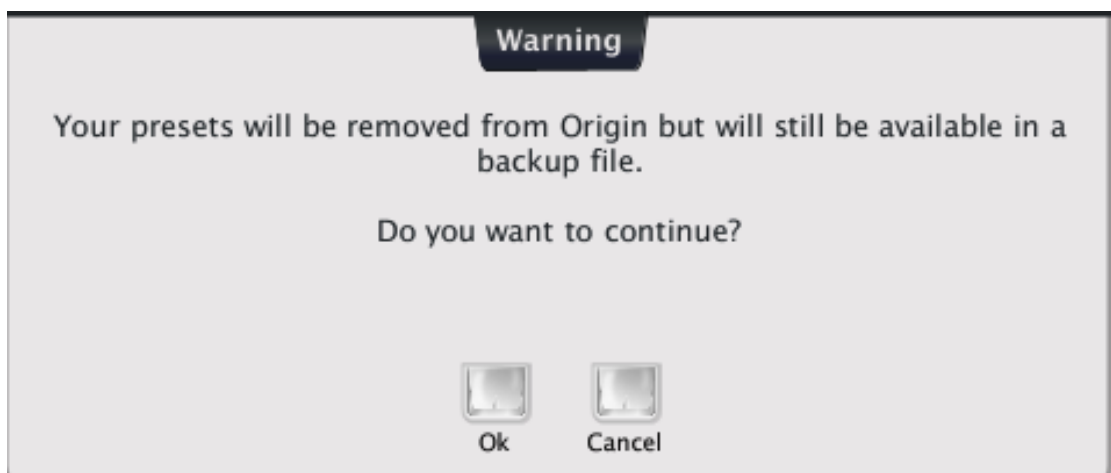 Warning
Your presets will be removed from Origin but will still be available in a
backup file.
Do you want to continue?
Ok Cancel